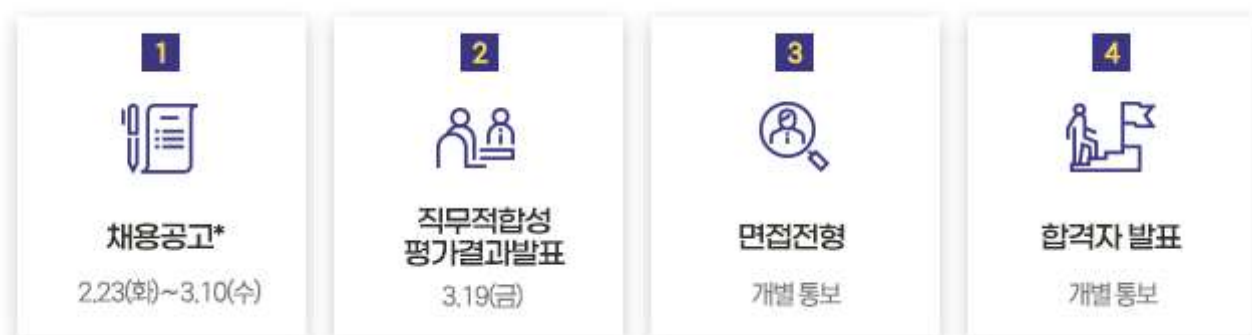 1
채용공고*
2.23(화)~3.10(수)
2
직무적합성
평가결과발표
3.19(금)
3
면접전형
개별 통보
4
합격자 발표
개별 통보